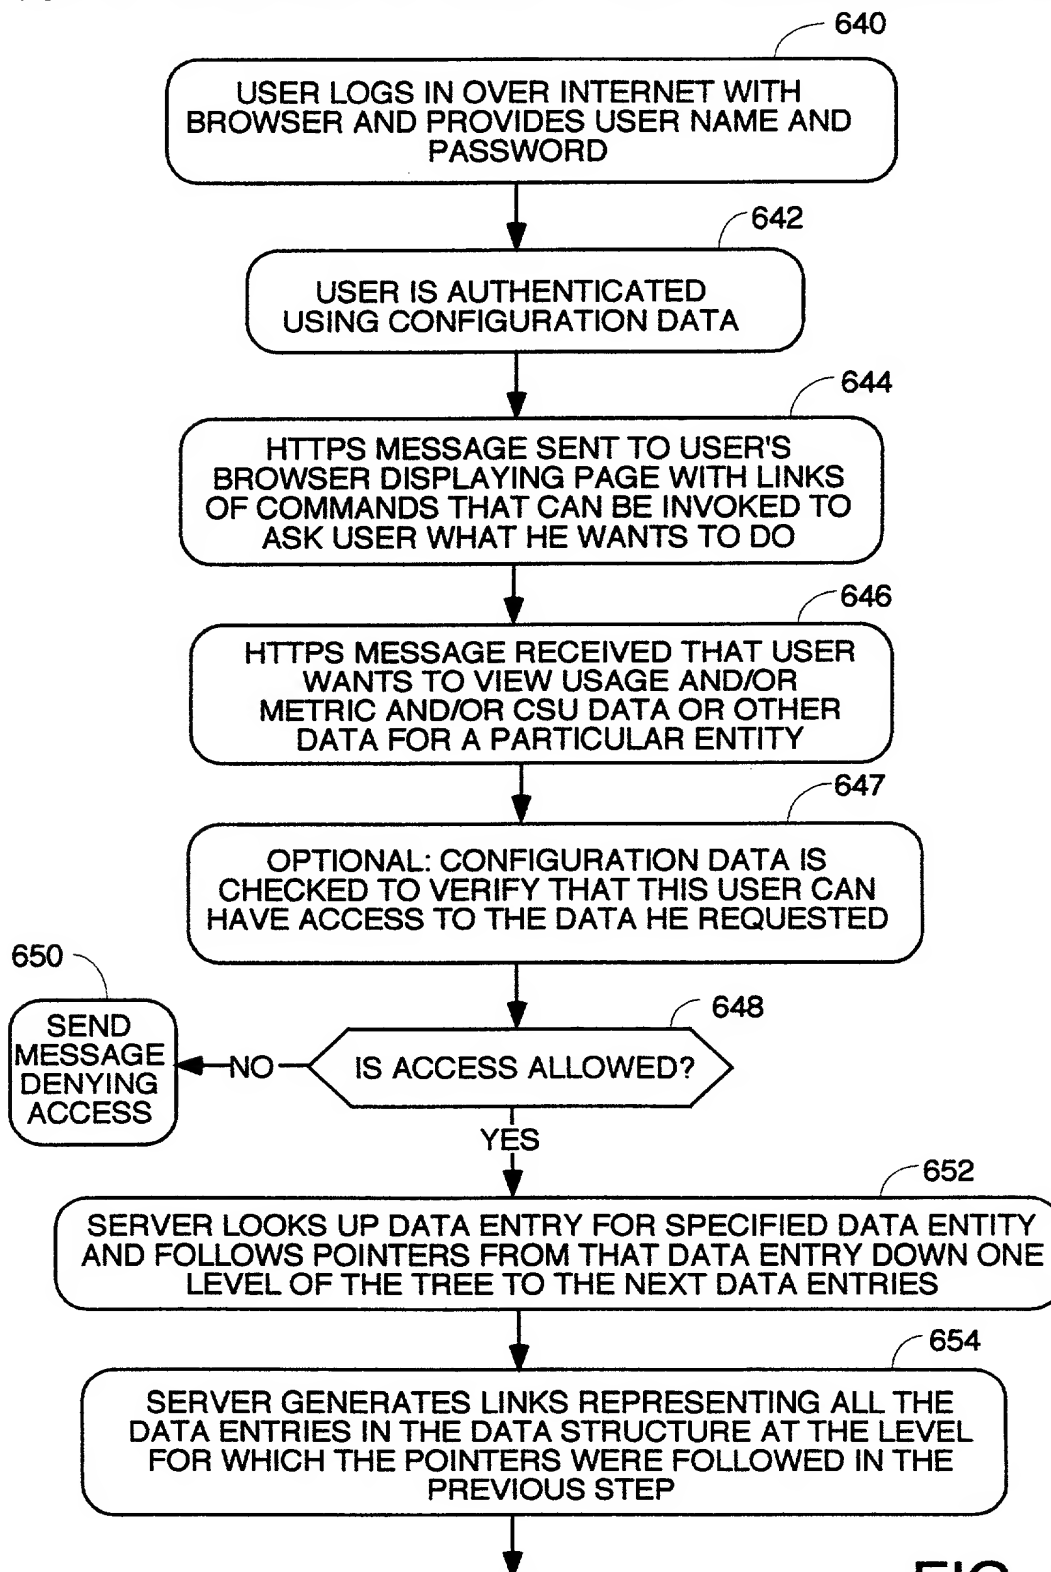 640
USER LOGS IN OVER INTERNET WITH
BROWSER AND PROVIDES USER NAME AND
PASSWORD
642
USER IS AUTHENTICATED
USING CONFIGURATION DATA
644
HTTPS MESSAGE SENT TO USER'S
BROWSER DISPLAYING PAGE WITH LINKS
OF COMMANDS THAT CAN BE INVOKED TO
ASK USER WHAT HE WANTS TO DO
646
HTTPS MESSAGE RECEIVED THAT USER
WANTS TO VIEW USAGE AND/OR
METRIC AND/OR CSU DATA OR OTHER
DATA FOR A PARTICULAR ENTITY
647
OPTIONAL: CONFIGURATION DATA IS
CHECKED TO VERIFY THAT THIS USER CAN
HAVE ACCESS TO THE DATA HE REQUESTED
650
SEND
MESSAGE
DENYING
ACCESS
NO
648
IS ACCESS ALLOWED?
YES
652
SERVER LOOKS UP DATA ENTRY FOR SPECIFIED DATA ENTITY
AND FOLLOWS POINTERS FROM THAT DATA ENTRY DOWN ONE
LEVEL OF THE TREE TO THE NEXT DATA ENTRIES
654
SERVER GENERATES LINKS REPRESENTING ALL THE
DATA ENTRIES IN THE DATA STRUCTURE AT THE LEVEL
FOR WHICH THE POINTERS WERE FOLLOWED IN THE
PREVIOUS STEP